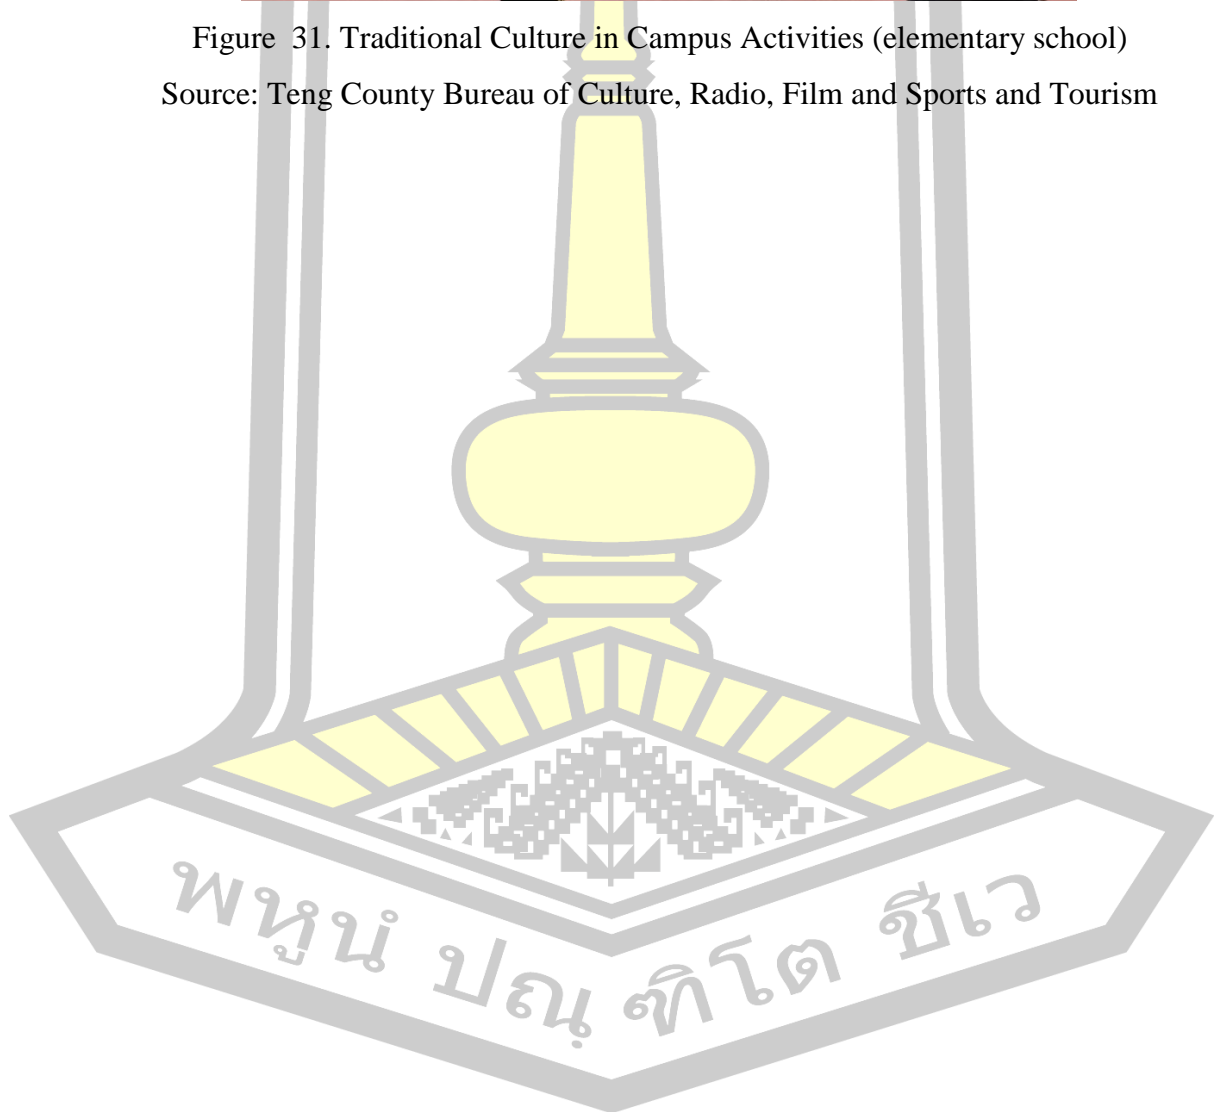 Figure 31. Traditional Culture in Campus Activities (elementary school)
Source: Teng County Bureau of Culture, Radio, Film and Sports and Tourism
พหูนํ ปณฺฑิโต ชีเว